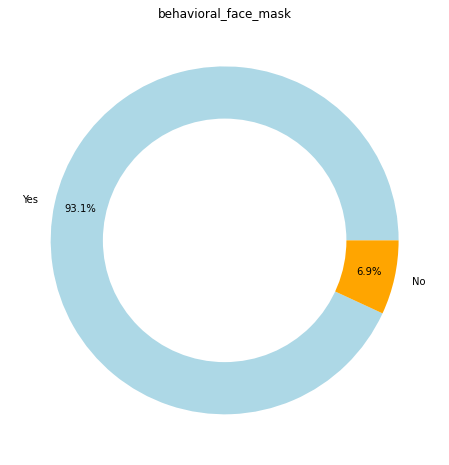 behavioral_face_mask
Yes
93.1%
6.9%
No